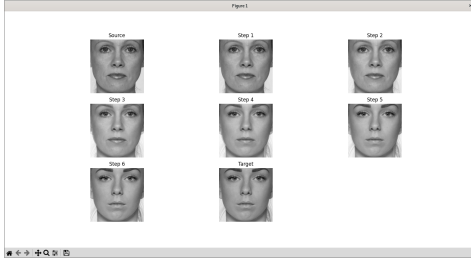 Figure 1
Source Step 1 Step 2
Step 3 Step 4 Step 5
Step 6 Target